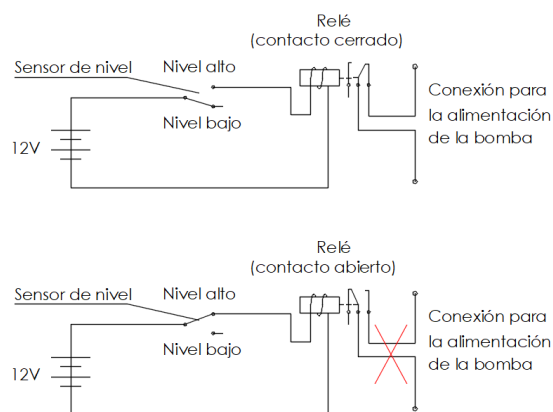 Relé
(contacto cerrado)
Sensor de nivel
Nivel alto
Nivel bajo
12V
Conexión para
la alimentación
de la bomba
Relé
(contacto abierto)
Sensor de nivel
Nivel alto
Nivel bajo
12V
Conexión para
la alimentación
de la bomba